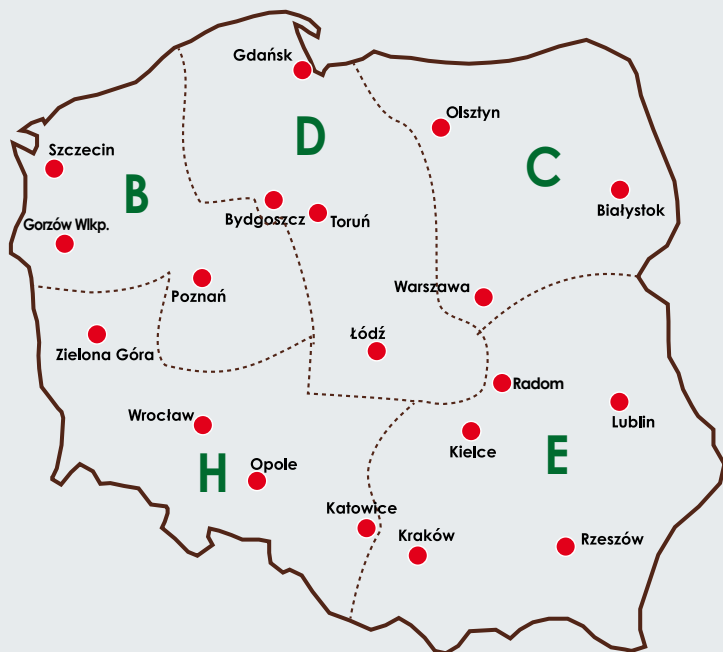 Gdańsk
Olsztyn
D
Szczecin
C
B
Białystok
Bydgoszcz
Toruń
Gorzów Wlkp.
Warszawa
Poznań
Łódź
Zielona Góra
Radom
Wrocław
Lublin
Kielce
E
Opole
H
Katowice
Kraków
Rzeszów